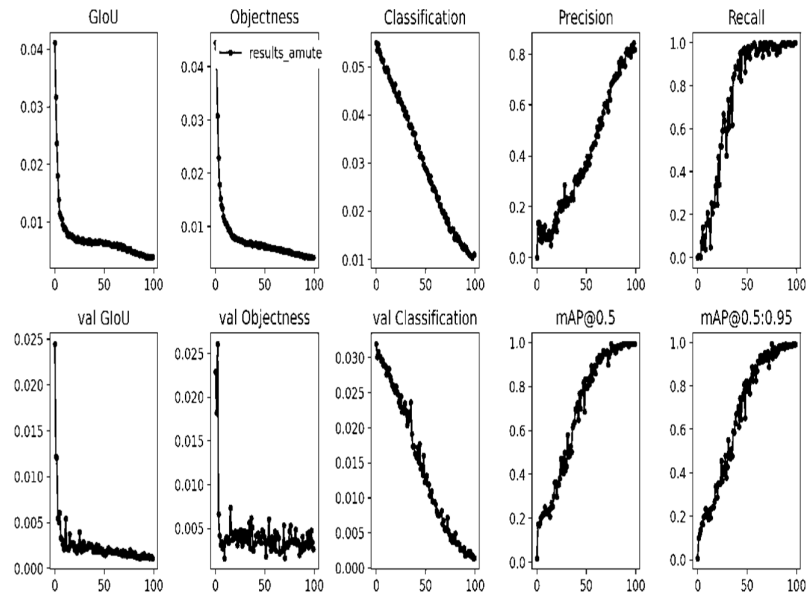 GIoU Objectness Classification Precision Recall
results_amute
0.04 0.03 0.02 0.01
0.04 0.03 0.02 0.01
0.05 0.04 0.03 0.02 0.01
0.8 0.6 0.4 0.2 0.0
1.0 0.8 0.6 0.4 0.2 0.0
0 50 100 0 50 100 0 50 100 0 50 100 0 50 100
val GIoU val Objectness val Classification mAP@0.5 mAP@0.5:0.95
0.025 0.020 0.015 0.010 0.005 0.000
0.025 0.020 0.015 0.010 0.005
0.030 0.025 0.020 0.015 0.010 0.005 0.000
1.0 0.8 0.6 0.4 0.2 0.0
1.0 0.8 0.6 0.4 0.2 0.0
0 50 100 0 50 100 0 50 100 0 50 100 0 50 100